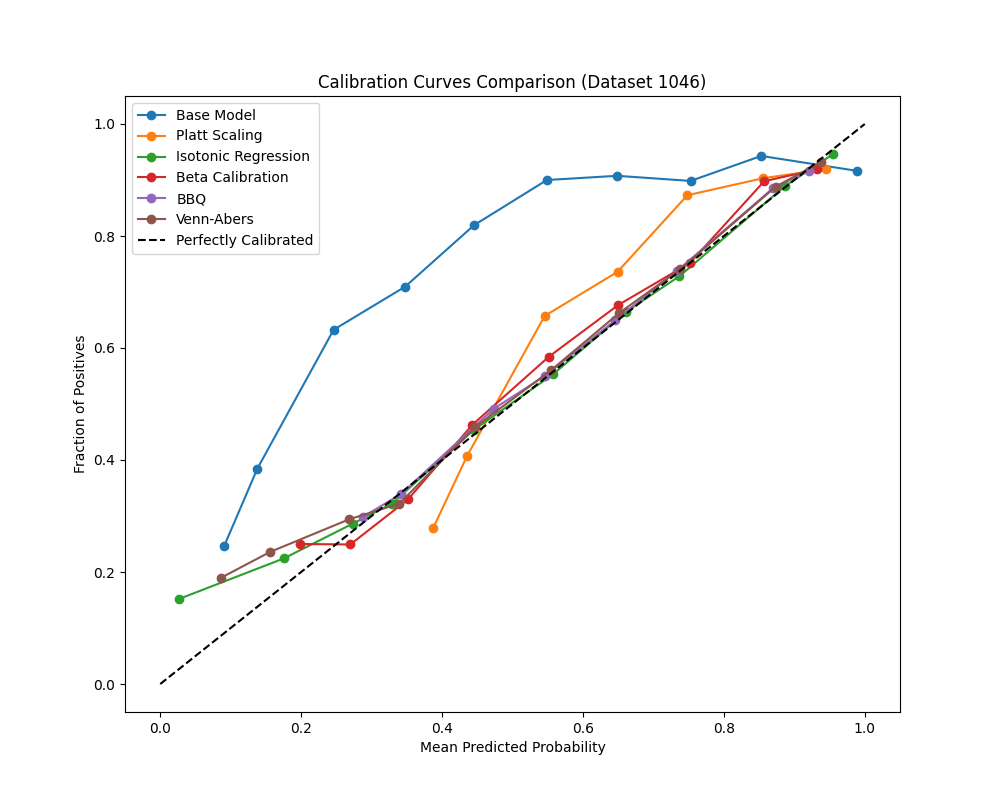 Calibration Curves Comparison (Dataset 1046)
Base Model
Platt Scaling
Isotonic Regression
Beta Calibration
BBQ
Venn-Abers
Perfectly Calibrated
1.0
0.8
0.6
0.4
0.2
0.0
Fraction of Positives
0.0 0.2 0.4 0.6 0.8 1.0
Mean Predicted Probability